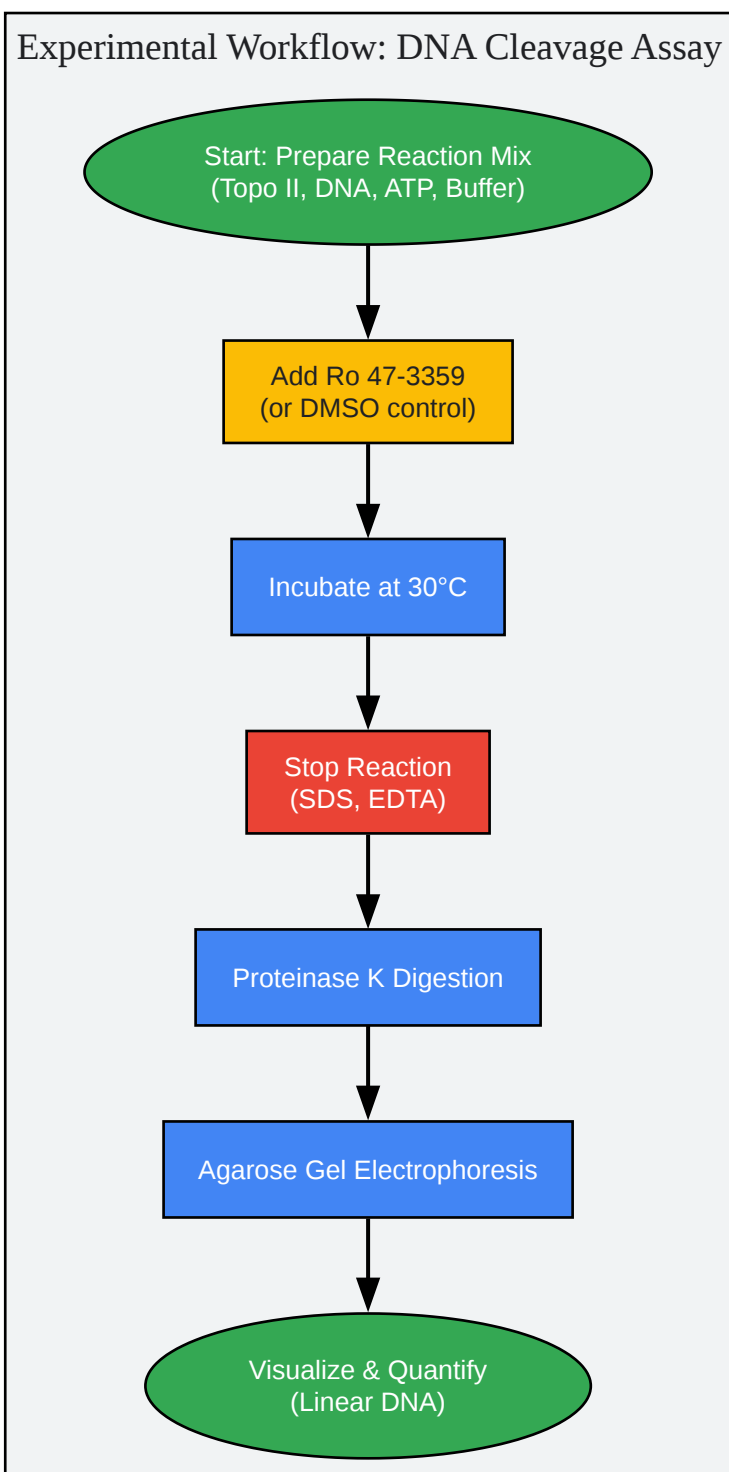 Experimental Workflow: DNA Cleavage Assay
Start: Prepare Reaction Mix
(Topo II, DNA, ATP, Buffer)
Add Ro 47-3359
(or DMSO control)
Incubate at 30°C
Stop Reaction
(SDS, EDTA)
Proteinase K Digestion
Agarose Gel Electrophoresis
Visualize & Quantify
(Linear DNA)